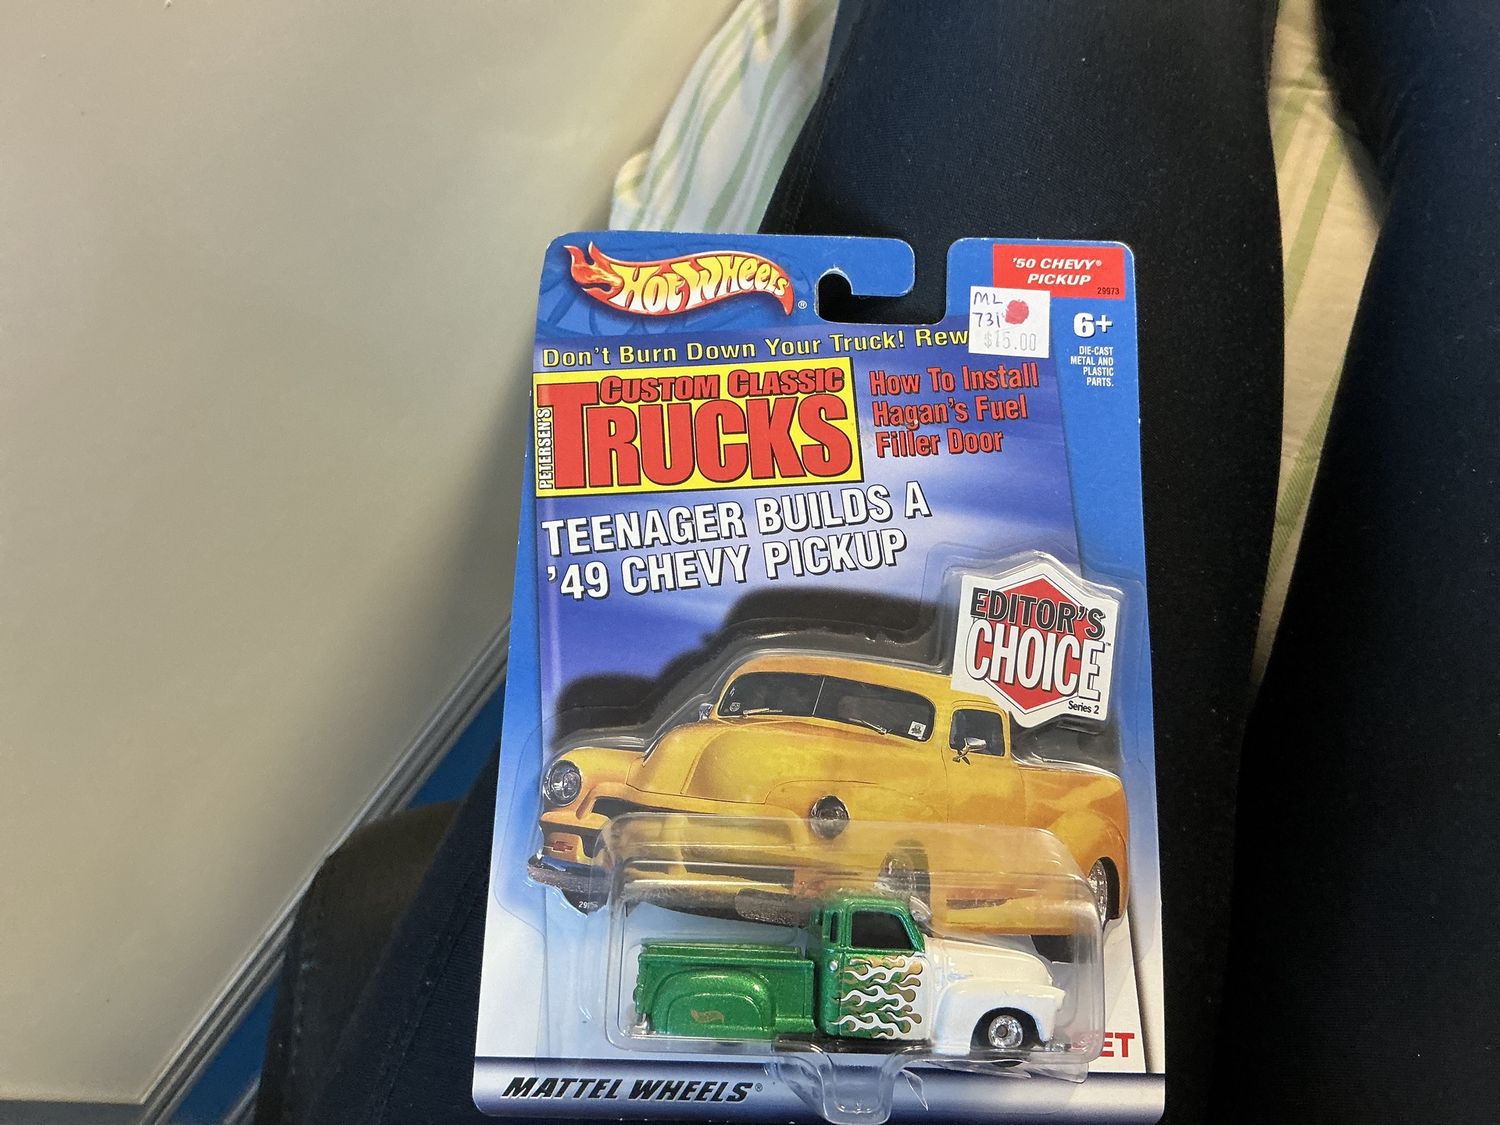 HOT WHEELS ®
'50 CHEVY®
PICKUP
29973
ML
731
$15.00
6+
DIE-CAST
METAL AND
PLASTIC
PARTS.
Don't Burn Down Your Truck!
PETERSEN'S
CUSTOM CLASSIC
TRUCKS
How To Install
Hagan's Fuel
Filler Door
TEENAGER BUILDS A
'49 CHEVY PICKUP
EDITOR'S
CHOICE™
Series 2
MATTEL WHEELS®